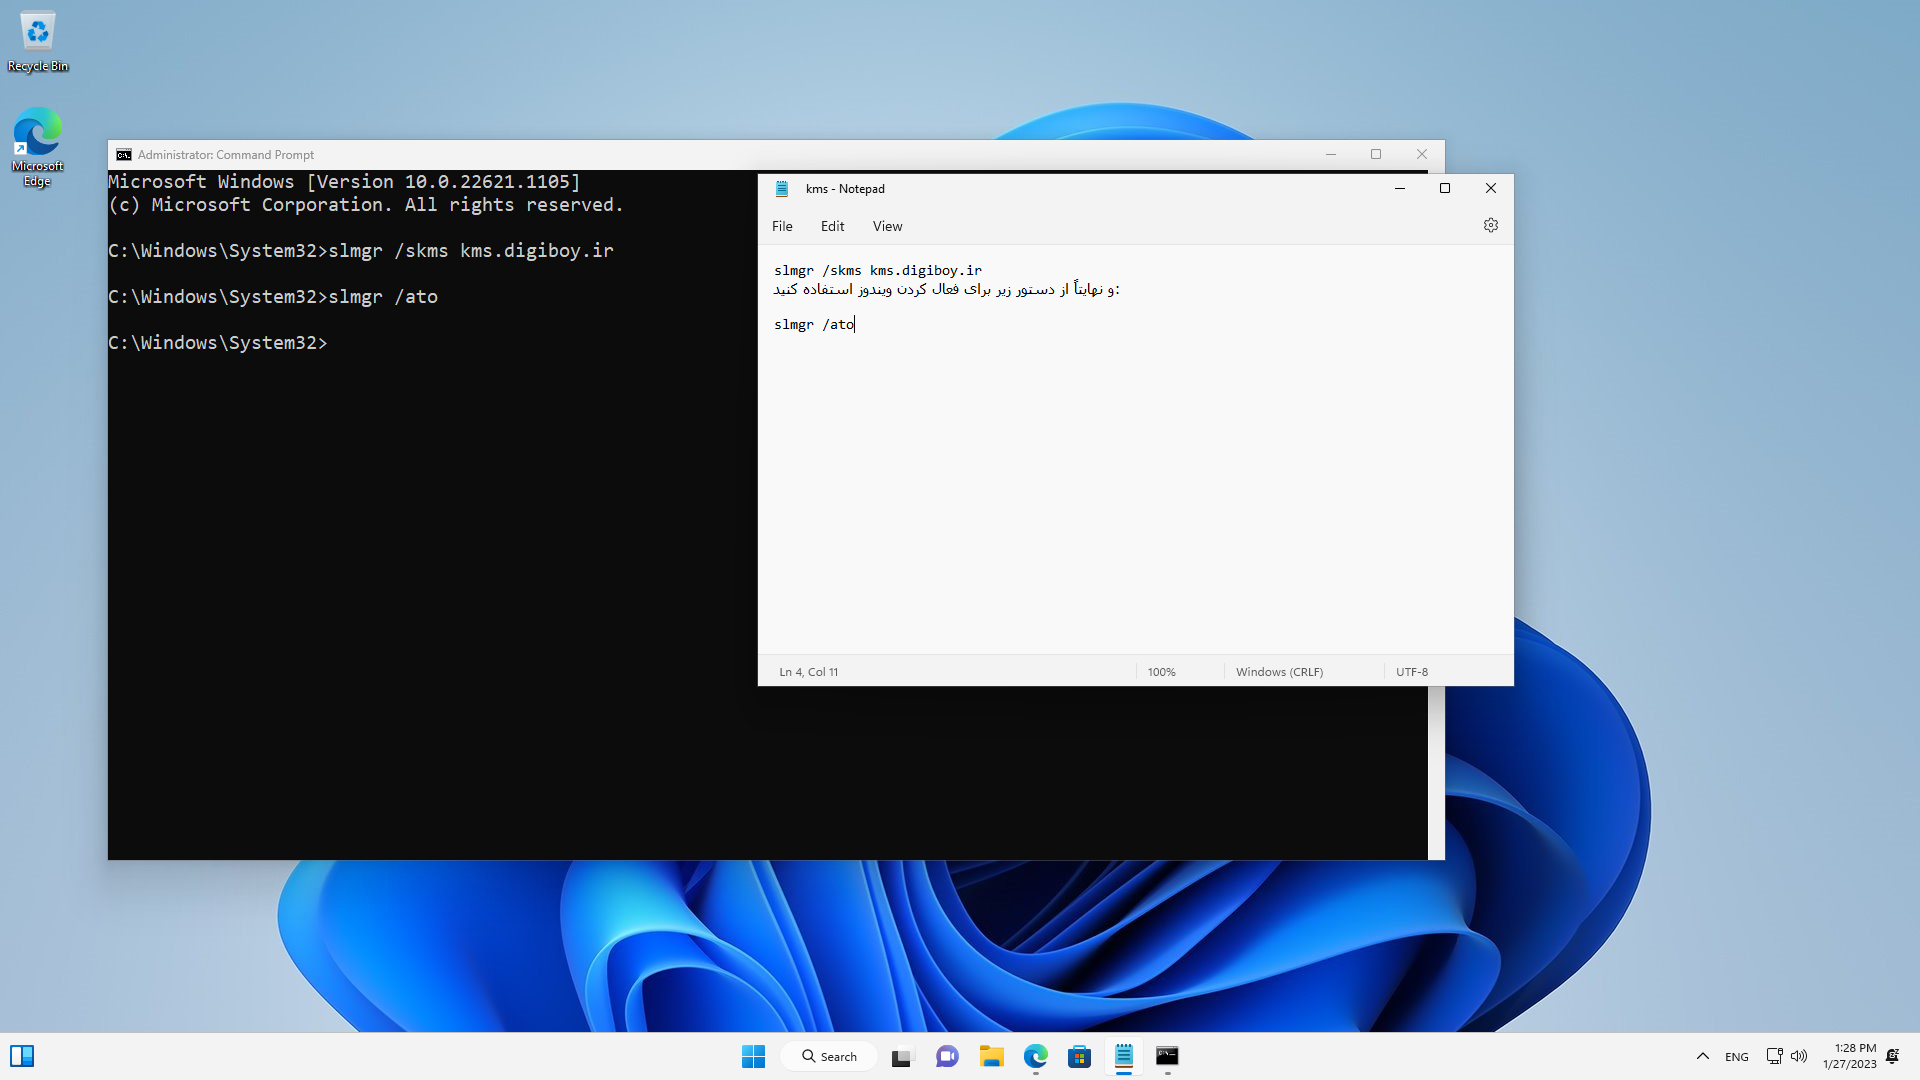 Recycle Bin
Microsoft
Edge
Administrator: Command Prompt
Microsoft Windows [Version 10.0.22621.1105]
(c) Microsoft Corporation. All rights reserved.
C:\Windows\System32>slmgr /skms kms.digiboy.ir
C:\Windows\System32>slmgr /ato
C:\Windows\System32>
kms - Notepad
File Edit View
slmgr /skms kms.digiboy.ir
و نهایتاً از دستور زیر برای فعال کردن ویندوز استفاده کنید:
slmgr /ato
Ln 4, Col 11 100% Windows (CRLF) UTF-8
Search
ENG
1:28 PM
1/27/2023